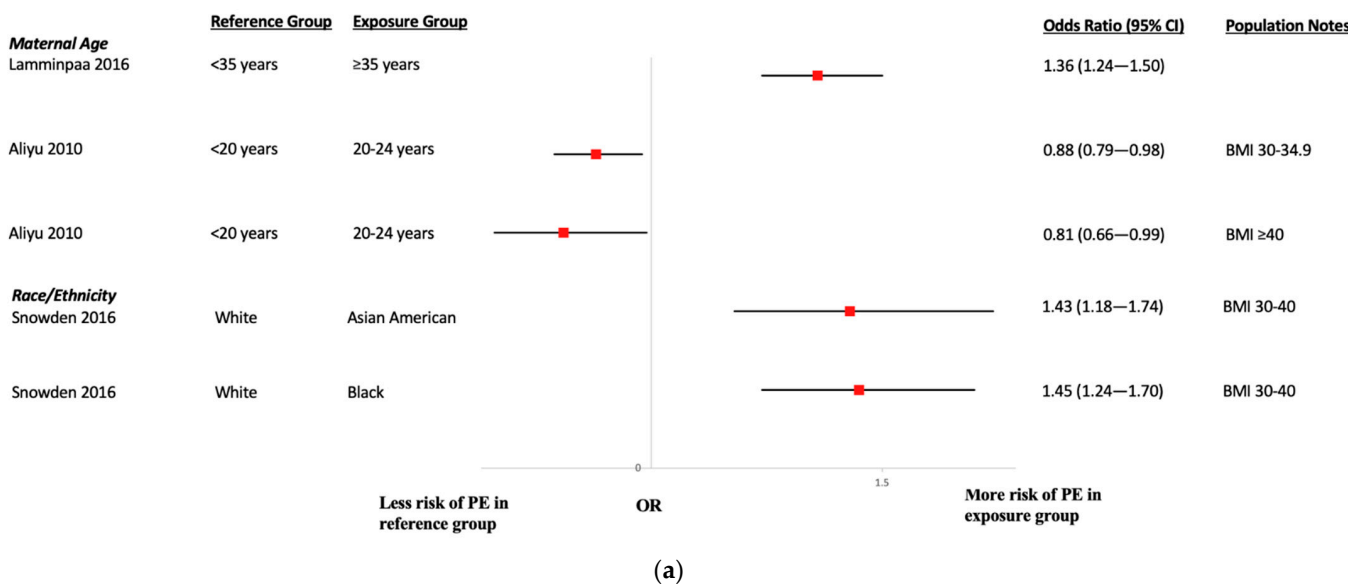 Reference Group Exposure Group Odds Ratio (95% CI) Population Notes
Maternal Age
Lamminpaa 2016 <35 years ≥35 years 1.36 (1.24—1.50)
Aliyu 2010 <20 years 20-24 years 0.88 (0.79—0.98) BMI 30-34.9
Aliyu 2010 <20 years 20-24 years 0.81 (0.66—0.99) BMI ≥40
Race/Ethnicity
Snowden 2016 White Asian American 1.43 (1.18—1.74) BMI 30-40
Snowden 2016 White Black 1.45 (1.24—1.70) BMI 30-40
0 1.5
Less risk of PE in OR More risk of PE in
reference group exposure group
(a)